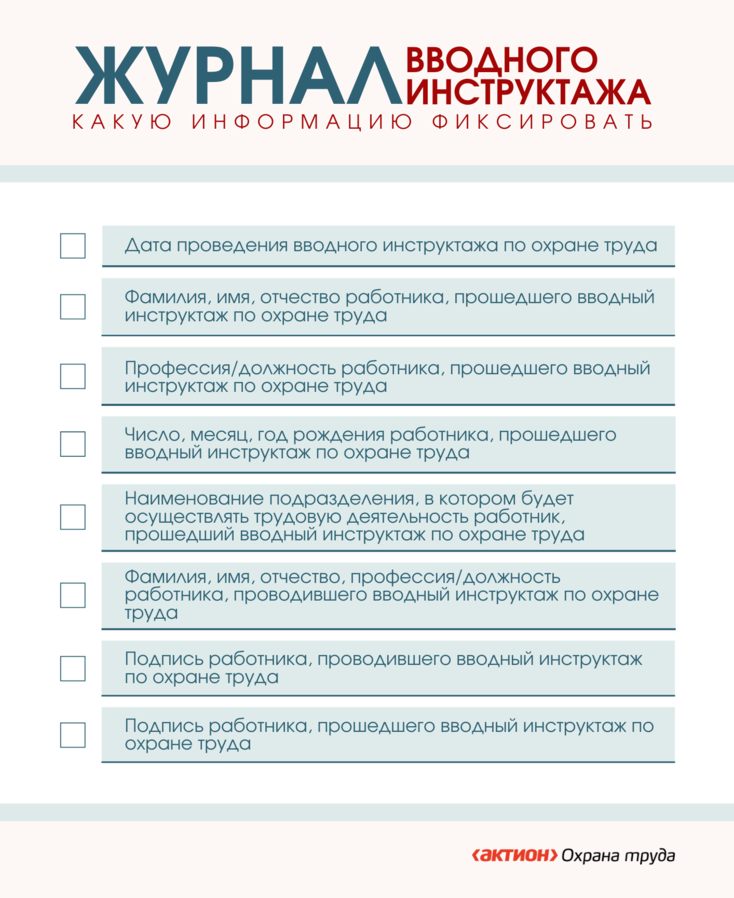 ЖУРНАЛ ВВОДНОГО
ИНСТРУКТАЖА
КАКУЮ ИНФОРМАЦИЮ ФИКСИРОВАТЬ
Дата проведения вводного инструктажа по охране труда
Фамилия, имя, отчество работника, прошедшего вводный
инструктаж по охране труда
Профессия/должность работника, прошедшего вводный
инструктаж по охране труда
Число, месяц, год рождения работника, прошедшего
вводный инструктаж по охране труда
Наименование подразделения, в котором будет
осуществлять трудовую деятельность работник,
прошедший вводный инструктаж по охране труда
Фамилия, имя, отчество, профессия/должность
работника, проводившего вводный инструктаж по охране
труда
Подпись работника, проводившего вводный инструктаж
по охране труда
Подпись работника, прошедшего вводный инструктаж по
охране труда
‹актион› Охрана труда